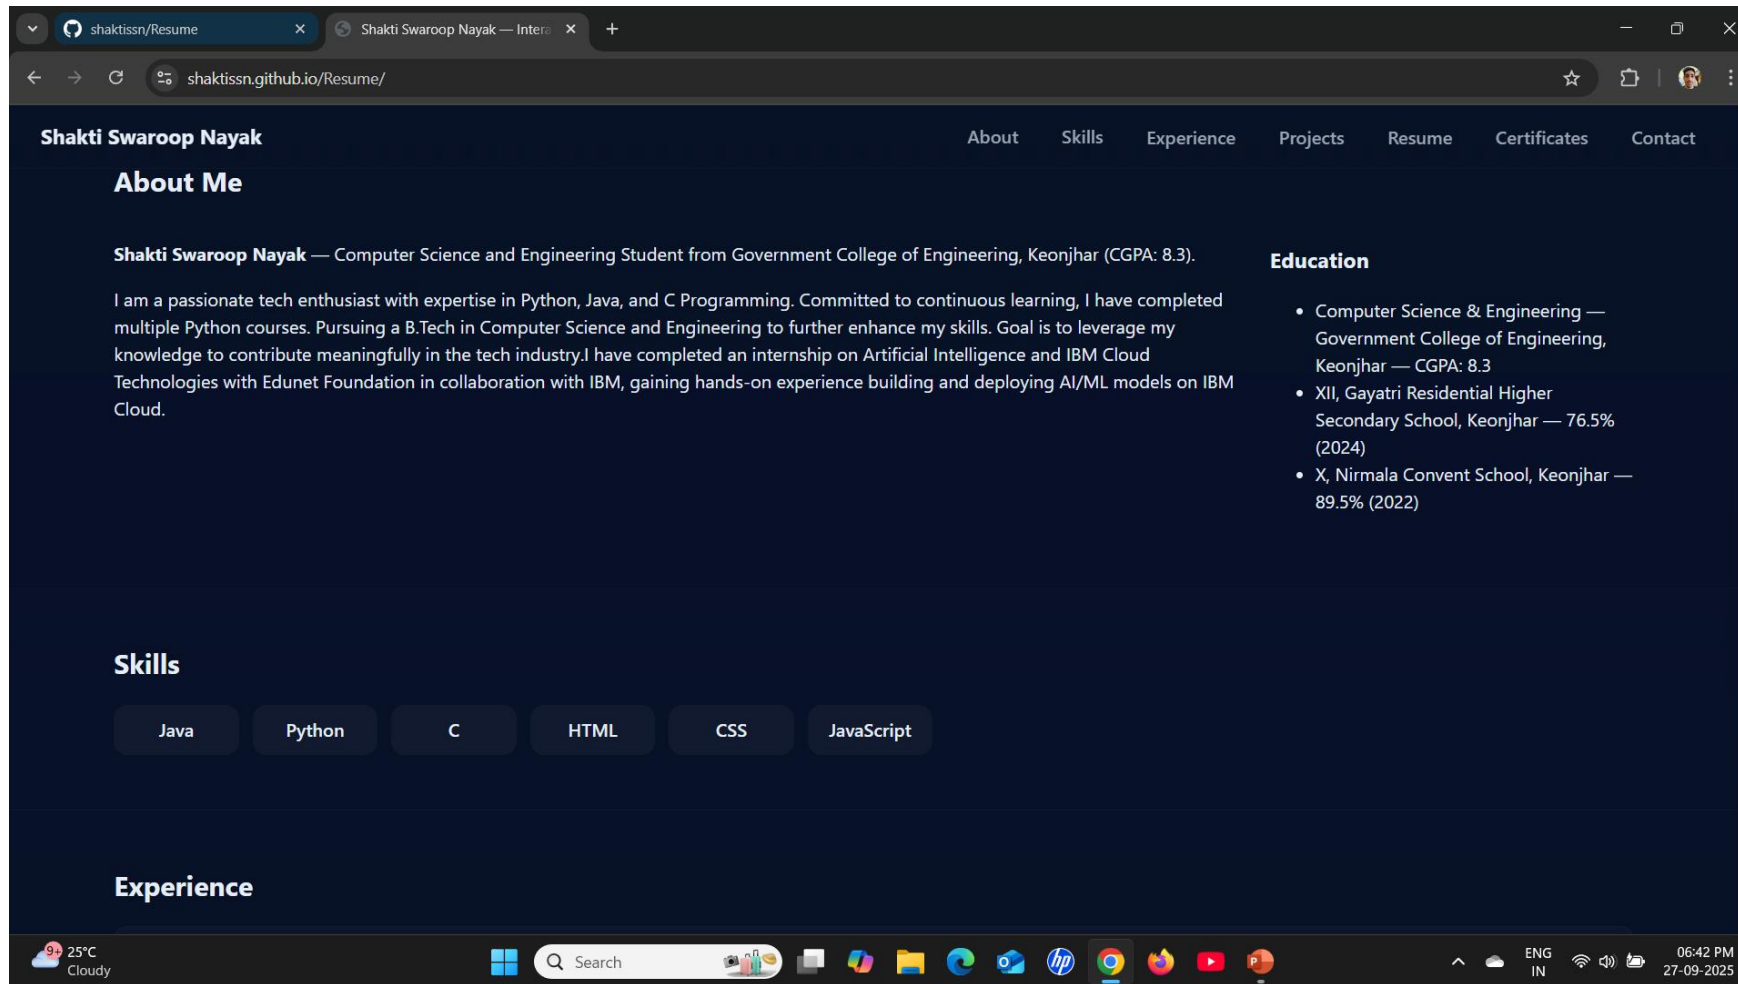 shaktissn/Resume
Shakti Swaroop Nayak — Intera
shaktissn.github.io/Resume/
Shakti Swaroop Nayak
About Skills Experience Projects Resume Certificates Contact
About Me
Shakti Swaroop Nayak — Computer Science and Engineering Student from Government College of Engineering, Keonjhar (CGPA: 8.3).
I am a passionate tech enthusiast with expertise in Python, Java, and C Programming. Committed to continuous learning, I have completed
multiple Python courses. Pursuing a B.Tech in Computer Science and Engineering to further enhance my skills. Goal is to leverage my
knowledge to contribute meaningfully in the tech industry.I have completed an internship on Artificial Intelligence and IBM Cloud
Technologies with Edunet Foundation in collaboration with IBM, gaining hands-on experience building and deploying AI/ML models on IBM
Cloud.
Education
• Computer Science & Engineering —
Government College of Engineering,
Keonjhar — CGPA: 8.3
• XII, Gayatri Residential Higher
Secondary School, Keonjhar — 76.5%
(2024)
• X, Nirmala Convent School, Keonjhar —
89.5% (2022)
Skills
Java Python C HTML CSS JavaScript
Experience
9+
25°C
Cloudy
Search
hp
ENG
IN
06:42 PM
27-09-2025